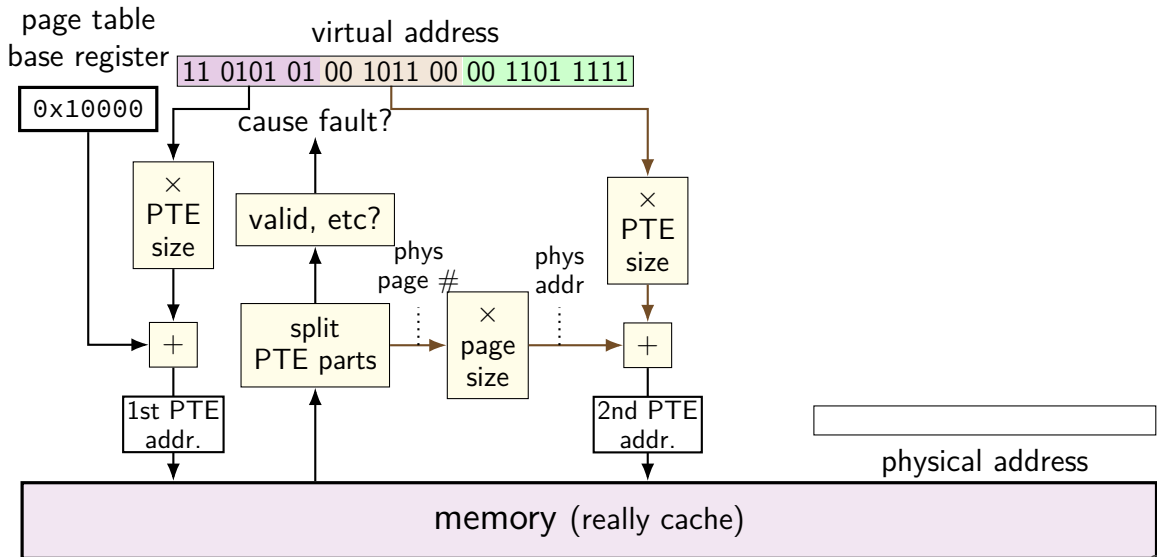 page table
base register
virtual address
11 0101 01 00 1011 00 00 1101 1111
0x10000
cause fault?
×
PTE
size
valid, etc?
×
PTE
size
phys
page #
phys
addr
+
split
PTE parts
×
page
size
+
1st PTE
addr.
2nd PTE
addr.
physical address
memory (really cache)